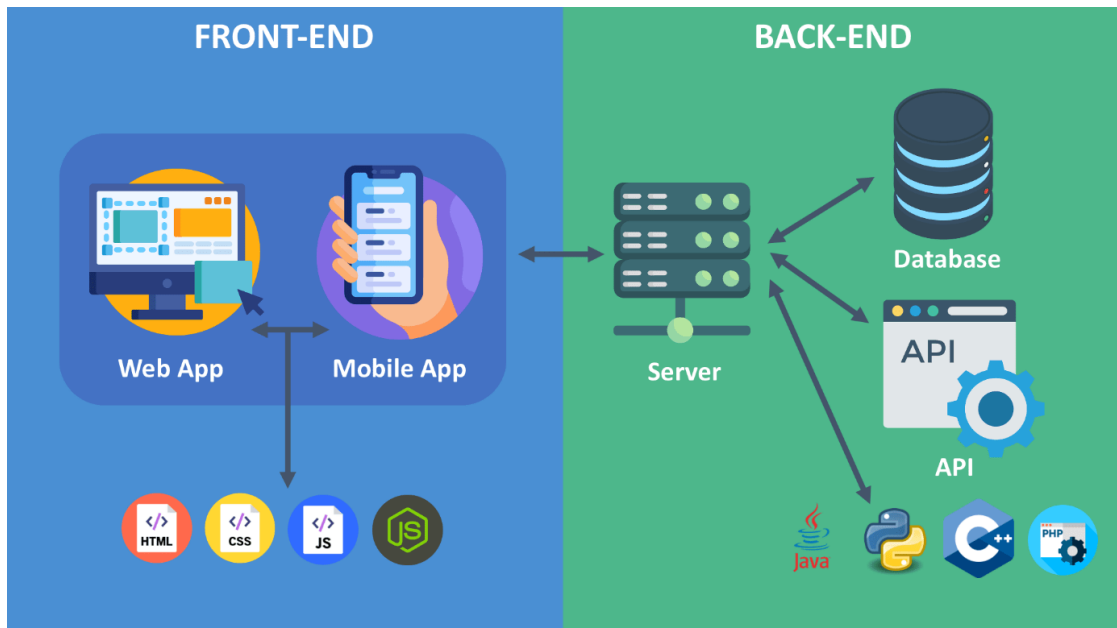 FRONT-END
BACK-END
Web App
Mobile App
Server
Database
API
API
HTML
CSS
JS
JS
Java
C++
PHP